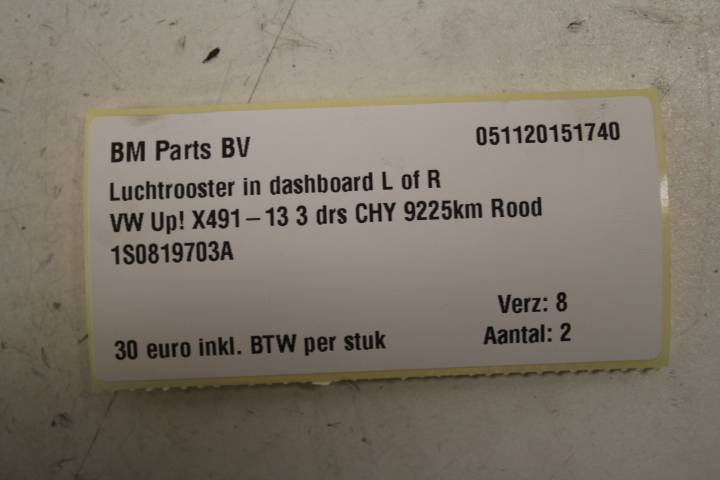 BM Parts BV 051120151740
Luchtrooster in dashboard L of R
VW Up! X491-13 3 drs CHY 9225km Rood
1S0819703A
Verz: 8
30 euro inkl. BTW per stuk Aantal: 2